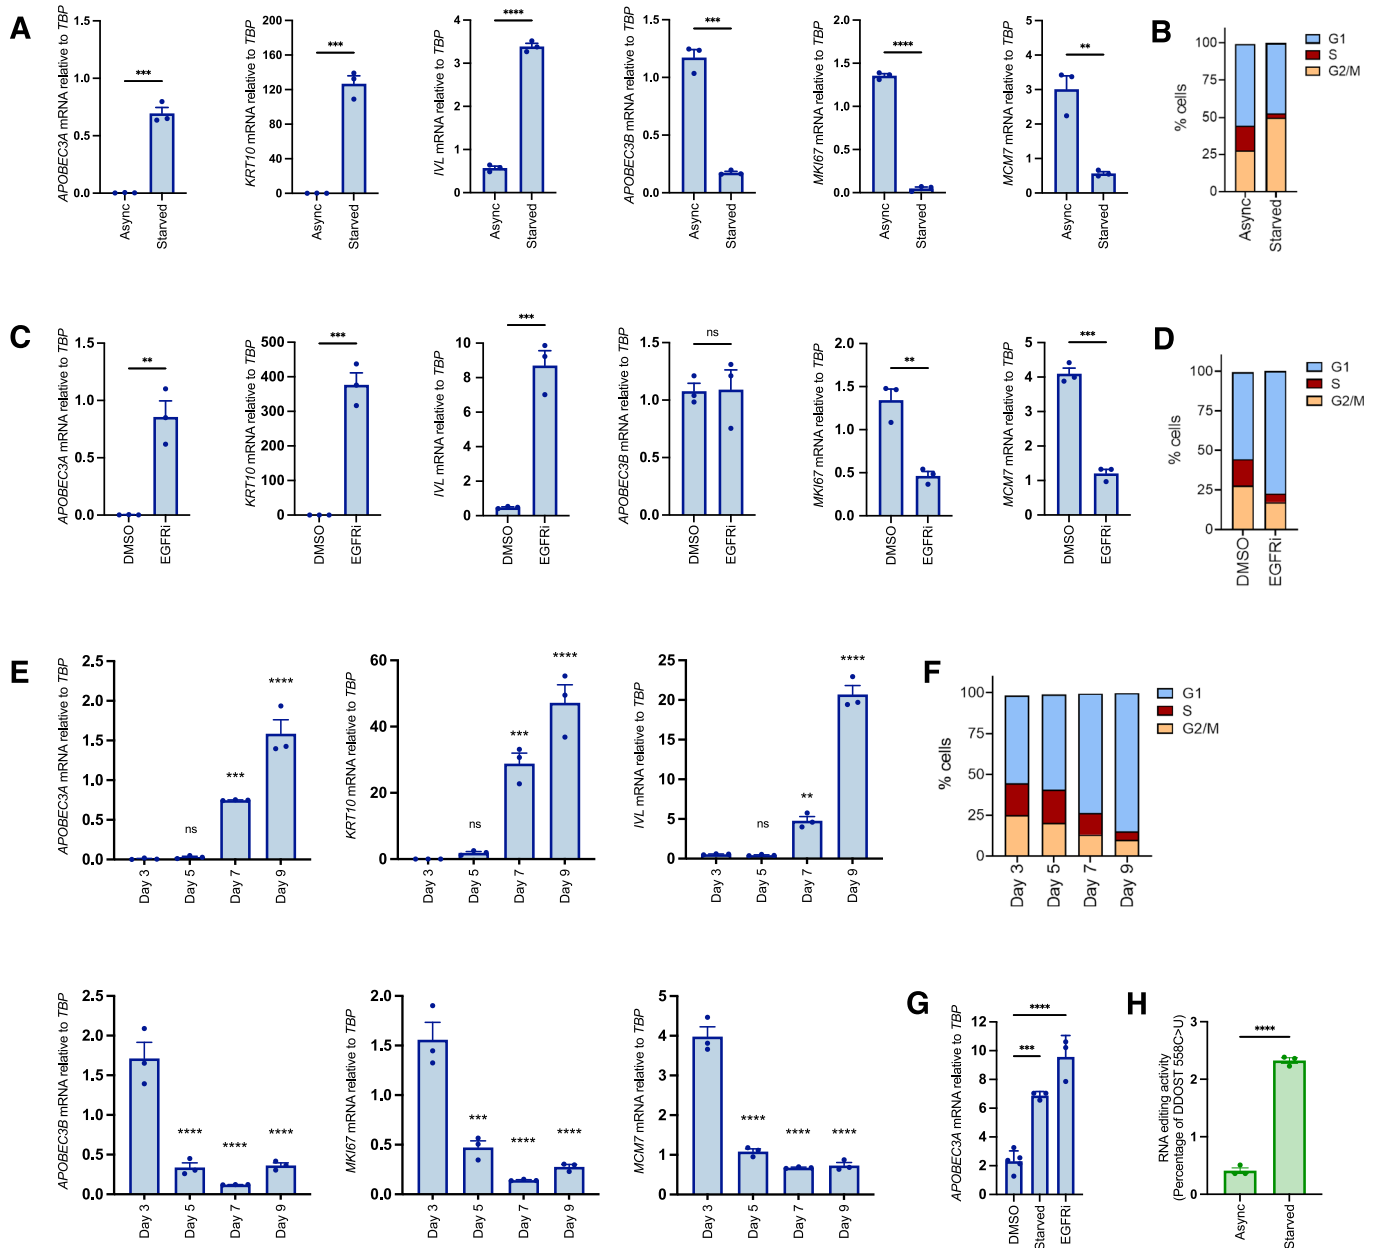 A
APOBEC3A mRNA relative to TBP
1.5
1.0
0.5
0.0
***
Async
Starved
KRT10 mRNA relative to TBP
200
160
120
80
40
0
***
Async
Starved
IVL mRNA relative to TBP
4
3
2
1
0
****
Async
Starved
APOBEC3B mRNA relative to TBP
1.5
1.0
0.5
0.0
***
Async
Starved
MKI67 mRNA relative to TBP
2.0
1.5
1.0
0.5
0.0
****
Async
Starved
MCM7 mRNA relative to TBP
5
4
3
2
1
0
**
Async
Starved
B
% cells
100
75
50
25
0
Async
Starved
G1
S
G2/M
C
APOBEC3A mRNA relative to TBP
1.5
1.0
0.5
0.0
**
DMSO
EGFRi
KRT10 mRNA relative to TBP
500
400
300
200
100
0
***
DMSO
EGFRi
IVL mRNA relative to TBP
10
8
6
4
2
0
***
DMSO
EGFRi
APOBEC3B mRNA relative to TBP
1.5
1.0
0.5
0.0
ns
DMSO
EGFRi
MKI67 mRNA relative to TBP
2.0
1.5
1.0
0.5
0.0
**
DMSO
EGFRi
MCM7 mRNA relative to TBP
5
4
3
2
1
0
***
DMSO
EGFRi
D
% cells
100
75
50
25
0
DMSO
EGFRi
G1
S
G2/M
E
APOBEC3A mRNA relative to TBP
2.5
2.0
1.5
1.0
0.5
0.0
ns
***
****
Day 3
Day 5
Day 7
Day 9
KRT10 mRNA relative to TBP
60
40
20
0
ns
***
****
Day 3
Day 5
Day 7
Day 9
IVL mRNA relative to TBP
25
20
15
10
5
0
ns
**
****
Day 3
Day 5
Day 7
Day 9
F
% cells
100
75
50
25
0
Day 3
Day 5
Day 7
Day 9
G1
S
G2/M
APOBEC3B mRNA relative to TBP
2.5
2.0
1.5
1.0
0.5
0.0
****
****
****
Day 3
Day 5
Day 7
Day 9
MKI67 mRNA relative to TBP
2.0
1.5
1.0
0.5
0.0
***
****
****
Day 3
Day 5
Day 7
Day 9
MCM7 mRNA relative to TBP
5
4
3
2
1
0
****
****
****
Day 3
Day 5
Day 7
Day 9
G
APOBEC3A mRNA relative to TBP
12
10
8
6
4
2
0
****
***
DMSO
Starved
EGFRi
H
RNA editing activity
(Percentage of DDOST 558C>U)
3
2
1
0
****
Async
Starved